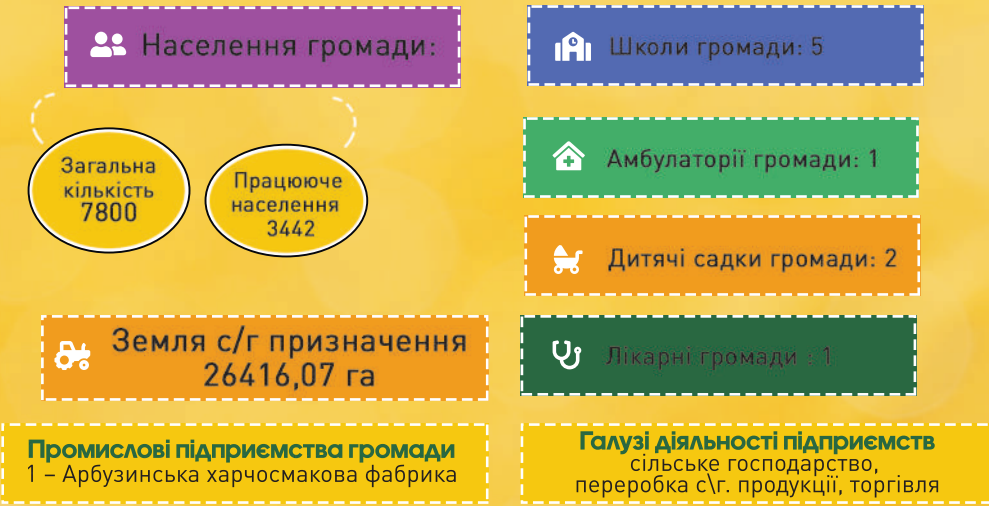 Населення громади:
Загальна
кількість
7800
Працююче
населення
3442
Земля с/г призначення
26416,07 га
Промислові підприємства громади
1 – Арбузинська харчосмакова фабрика
Школи громади: 5
Амбулаторії громади: 1
Дитячі садки громади: 2
Лікарні громади : 1
Галузі діяльності підприємств
сільське господарство,
переробка с\г. продукції, торгівля